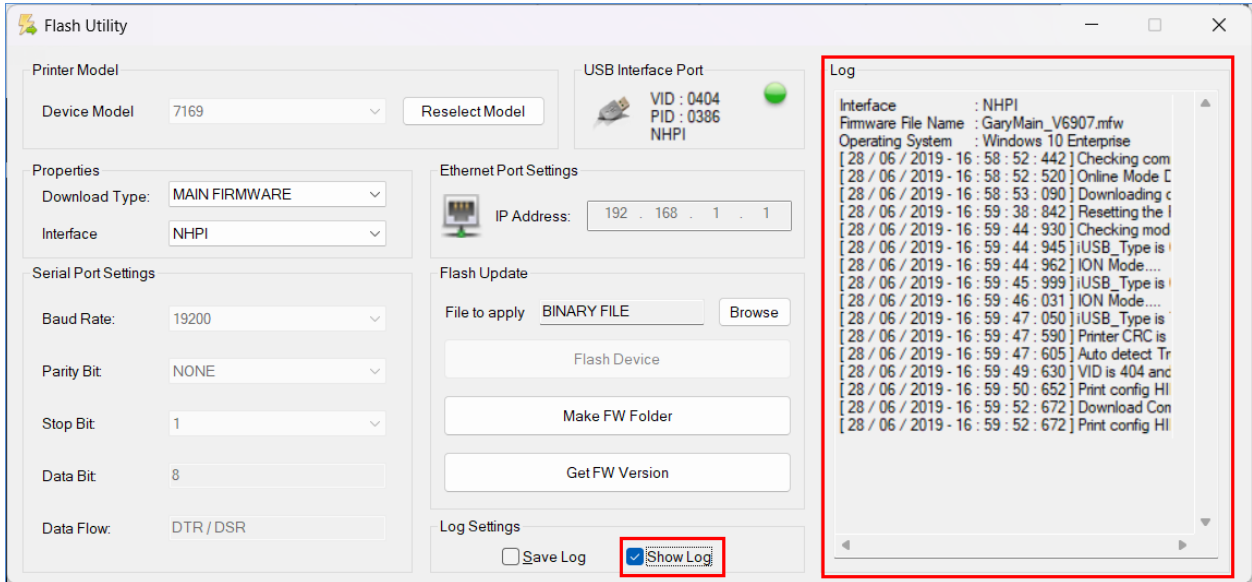 Flash Utility
Printer Model
Device Model 7169 Reselect Model
USB Interface Port
VID : 0404
PID : 0386
NHPI
Properties
Download Type: MAIN FIRMWARE
Interface NHPI
Ethernet Port Settings
IP Address: 192 . 168 . 1 . 1
Serial Port Settings
Baud Rate: 19200
Parity Bit: NONE
Stop Bit: 1
Data Bit: 8
Data Flow: DTR / DSR
Flash Update
File to apply BINARY FILE Browse
Flash Device
Make FW Folder
Get FW Version
Log Settings
Save Log Show Log
Log
Interface : NHPI
Firmware File Name : GaryMain_V6907.mfw
Operating System : Windows 10 Enterprise
[ 28 / 06 / 2019 - 16 : 58 : 52 : 442 ] Checking com
[ 28 / 06 / 2019 - 16 : 58 : 52 : 520 ] Online Mode D
[ 28 / 06 / 2019 - 16 : 58 : 53 : 090 ] Downloading
[ 28 / 06 / 2019 - 16 : 59 : 38 : 842 ] Resetting the
[ 28 / 06 / 2019 - 16 : 59 : 44 : 930 ] Checking mod
[ 28 / 06 / 2019 - 16 : 59 : 44 : 945 ] iUSB_Type is
[ 28 / 06 / 2019 - 16 : 59 : 44 : 962 ] ION Mode....
[ 28 / 06 / 2019 - 16 : 59 : 45 : 999 ] iUSB_Type is
[ 28 / 06 / 2019 - 16 : 59 : 46 : 031 ] ION Mode....
[ 28 / 06 / 2019 - 16 : 59 : 47 : 050 ] iUSB_Type is
[ 28 / 06 / 2019 - 16 : 59 : 47 : 590 ] Printer CRC is
[ 28 / 06 / 2019 - 16 : 59 : 47 : 605 ] Auto detect Tr
[ 28 / 06 / 2019 - 16 : 59 : 49 : 630 ] VID is 404 and
[ 28 / 06 / 2019 - 16 : 59 : 50 : 652 ] Print config HI
[ 28 / 06 / 2019 - 16 : 59 : 52 : 672 ] Download Con
[ 28 / 06 / 2019 - 16 : 59 : 52 : 672 ] Print config HI